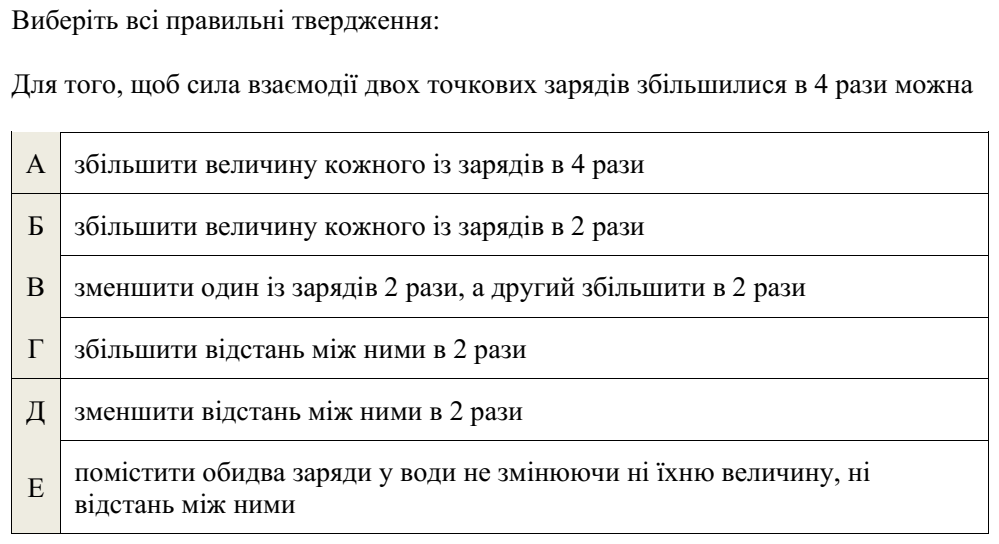 Виберіть всі правильні твердження:
Для того, щоб сила взаємодії двох точкових зарядів збільшилися в 4 рази можна
А збільшити величину кожного із зарядів в 4 рази
Б збільшити величину кожного із зарядів в 2 рази
В зменшити один із зарядів 2 рази, а другий збільшити в 2 рази
Г збільшити відстань між ними в 2 рази
Д зменшити відстань між ними в 2 рази
Е помістити обидва заряди у води не змінюючи ні їхню величину, ні
відстань між ними